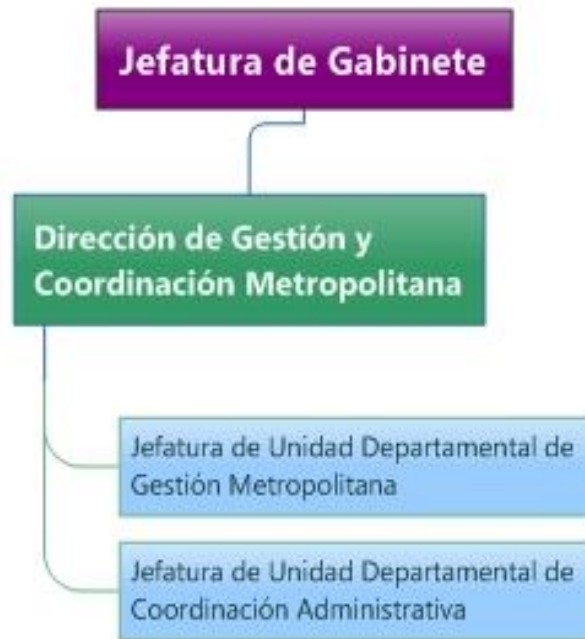 Jefatura de Gabinete
Dirección de Gestión y
Coordinación Metropolitana
Jefatura de Unidad Departamental de
Gestión Metropolitana
Jefatura de Unidad Departamental de
Coordinación Administrativa